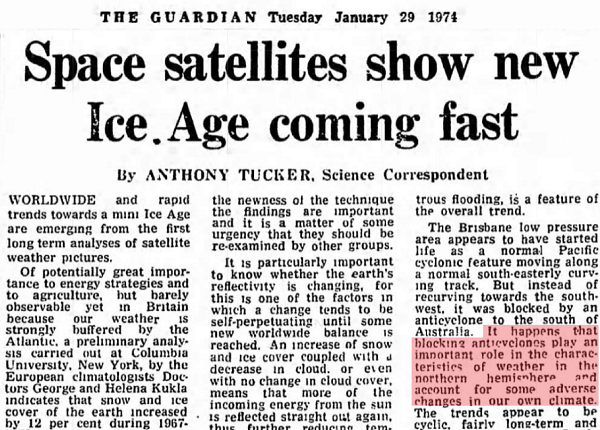 THE GUARDIAN Tuesday January 29 1974
Space satellites show new
Ice Age coming fast
By ANTHONY TUCKER, Science Correspondent
WORLDWIDE and rapid
trends towards a mini Ice Age
are emerging from the first
long term analyses of satellite
weather pictures.
Of potentially great impor-
tance to energy strategies and
to agriculture, but barely
observable yet in Britain
because our weather is
strongly buffered by the
Atlantic, a preliminary analy-
sis carried out at Columbia
University, New York, by the
European climatologists Doc-
tors George and Helena Kukla
indicates that snow and ice
cover of the earth increased
by 12 per cent during 1967-
the newness of the technique
the findings are important
and it is a matter of some
urgency that they should be
re-examined by other groups.
It is particularly important
to know whether the earth's
reflectivity is changing, for
this is one of the factors in
which a change tends to be
self-perpetuating until some
new worldwide balance is
reached. An increase of snow
and ice cover coupled with a
decrease in cloud, or even
with no change in cloud cover,
means that more of the
incoming energy from the sun
is reflected straight out again,
thus further reducing tem-
trous flooding, is a feature of
the overall trend.
The Brisbane low pressure
area appears to have started
life as a normal Pacific
cyclonic feature moving along
a normal south-easterly curv-
ing track. But instead of
recurving towards the south-
west, it was blocked by an
anticyclone to the south of
Australia. It happens that
blocking anticyclones play an
important role in the charac-
teristics of weather in the
northern hemisphere and
account for some adverse
changes in our own climate.
The trends appear to be
cyclic, fairly long-term, and